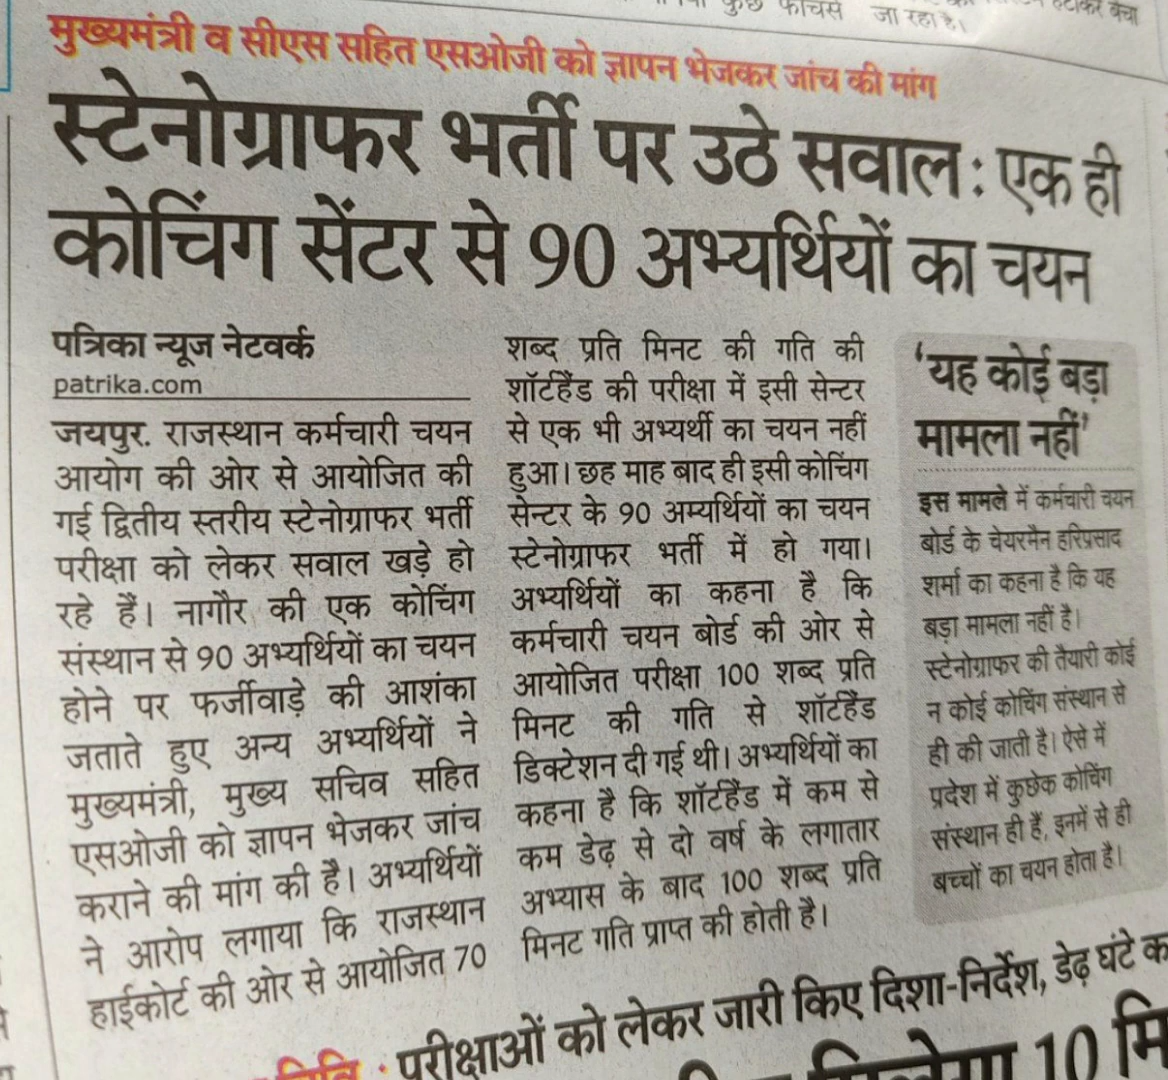 कुछ फीचर्स जा रहा है।
हटाकर बेचा
मुख्यमंत्री व सीएस सहित एसओजी को ज्ञापन भेजकर जांच की मांग
स्टेनोग्राफर भर्ती पर उठे सवाल : एक ही
कोचिंग सेंटर से 90 अभ्यर्थियों का चयन
पत्रिका न्यूज नेटवर्क
patrika.com
जयपुर. राजस्थान कर्मचारी चयन
आयोग की ओर से आयोजित की
गई द्वितीय स्तरीय स्टेनोग्राफर भर्ती
परीक्षा को लेकर सवाल खड़े हो
रहे हैं। नागौर की एक कोचिंग
संस्थान से 90 अभ्यर्थियों का चयन
होने पर फर्जीवाड़े की आशंका
जताते हुए अन्य अभ्यर्थियों ने
मुख्यमंत्री, मुख्य सचिव सहित
एसओजी को ज्ञापन भेजकर जांच
कराने की मांग की है। अभ्यर्थियों
ने आरोप लगाया कि राजस्थान
हाईकोर्ट की ओर से आयोजित 70
शब्द प्रति मिनट की गति की
शॉर्टहैंड की परीक्षा में इसी सेन्टर
से एक भी अभ्यर्थी का चयन नहीं
हुआ। छह माह बाद ही इसी कोचिंग
सेन्टर के 90 अम्यर्थियों का चयन
स्टेनोग्राफर भर्ती में हो गया।
अभ्यर्थियों का कहना है कि
कर्मचारी चयन बोर्ड की ओर से
आयोजित परीक्षा 100 शब्द प्रति
मिनट की गति से शॉर्टहैंड
डिक्टेशन दी गई थी। अभ्यर्थियों का
कहना है कि शॉर्टहैंड में कम से
कम डेढ़ से दो वर्ष के लगातार
अभ्यास के बाद 100 शब्द प्रति
मिनट गति प्राप्त की होती है।
'यह कोई बड़ा
मामला नहीं'
इस मामले में कर्मचारी चयन
बोर्ड के चेयरमैन हरिप्रसाद
शर्मा का कहना है कि यह
बड़ा मामला नहीं है।
स्टेनोग्राफर की तैयारी कोई
न कोई कोचिंग संस्थान से
ही की जाती है। ऐसे में
प्रदेश में कुछेक कोचिंग
संस्थान ही हैं, इनमें से ही
बच्चों का चयन होता है।
परीक्षाओं को लेकर जारी किए दिशा-निर्देश, डेढ़ घंटे
10